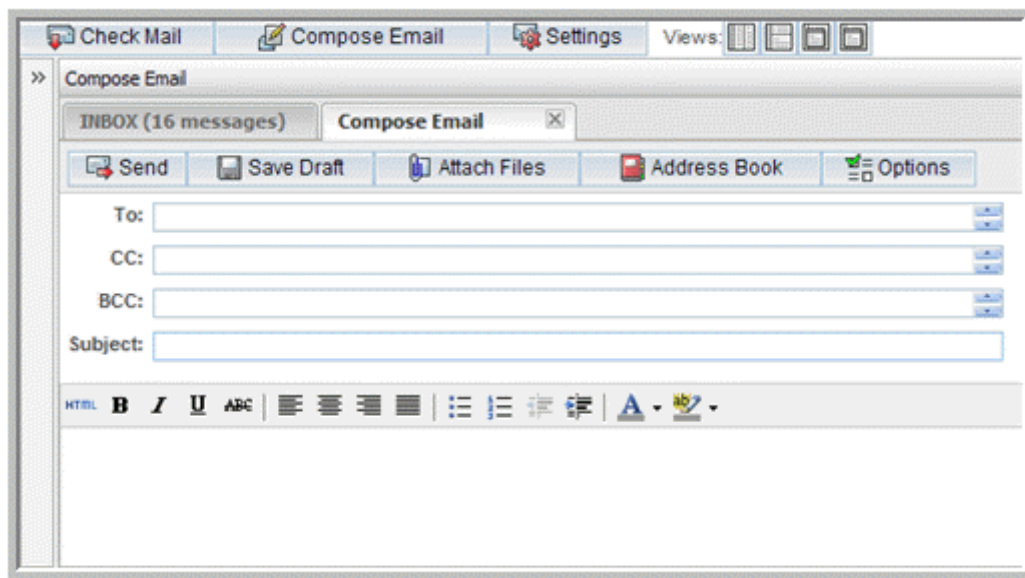 Check Mail Compose Email Settings Views:
» Compose Email
INBOX (16 messages) Compose Email
Send Save Draft Attach Files Address Book Options
To:
CC:
BCC:
Subject:
HTML B I U ABC A ab